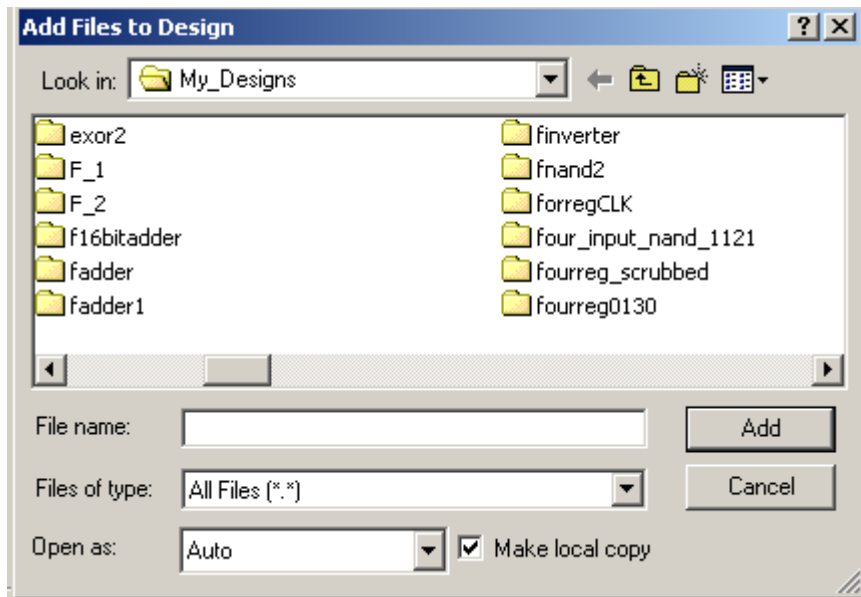 Add Files to Design
Look in: My_Designs
exor2
F_1
F_2
f16bitadder
fadder
fadder1
finverter
fnand2
forregCLK
four_input_nand_1121
fourreg_scrubbed
fourreg0130
File name: Add
Files of type: All Files (*.*) Cancel
Open as: Auto Make local copy